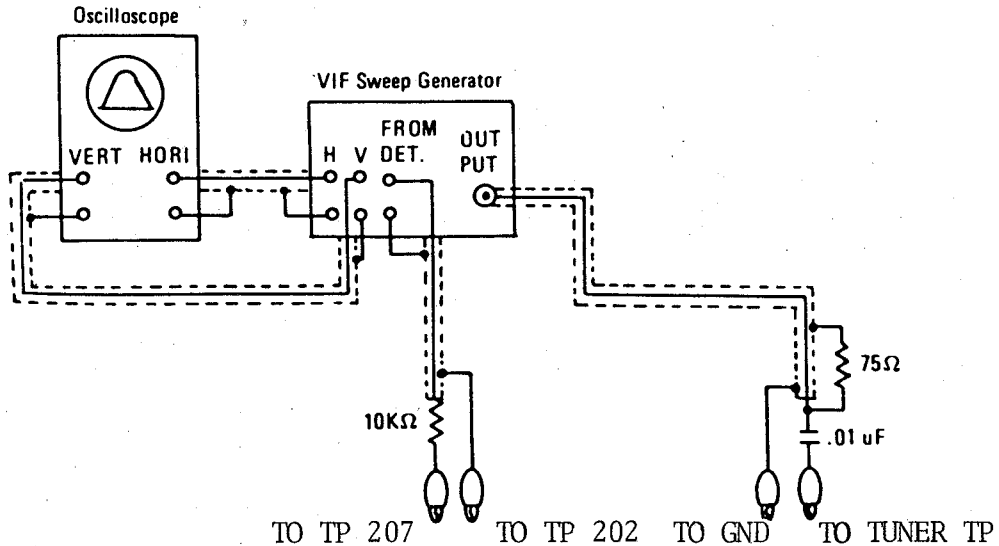 Oscilloscope
VERT HORI
VIF Sweep Generator
H V FROM DET.
OUT PUT
10KΩ
75Ω
.01 uF
TO TP 207 TO TP 202 TO GND TO TUNER TP